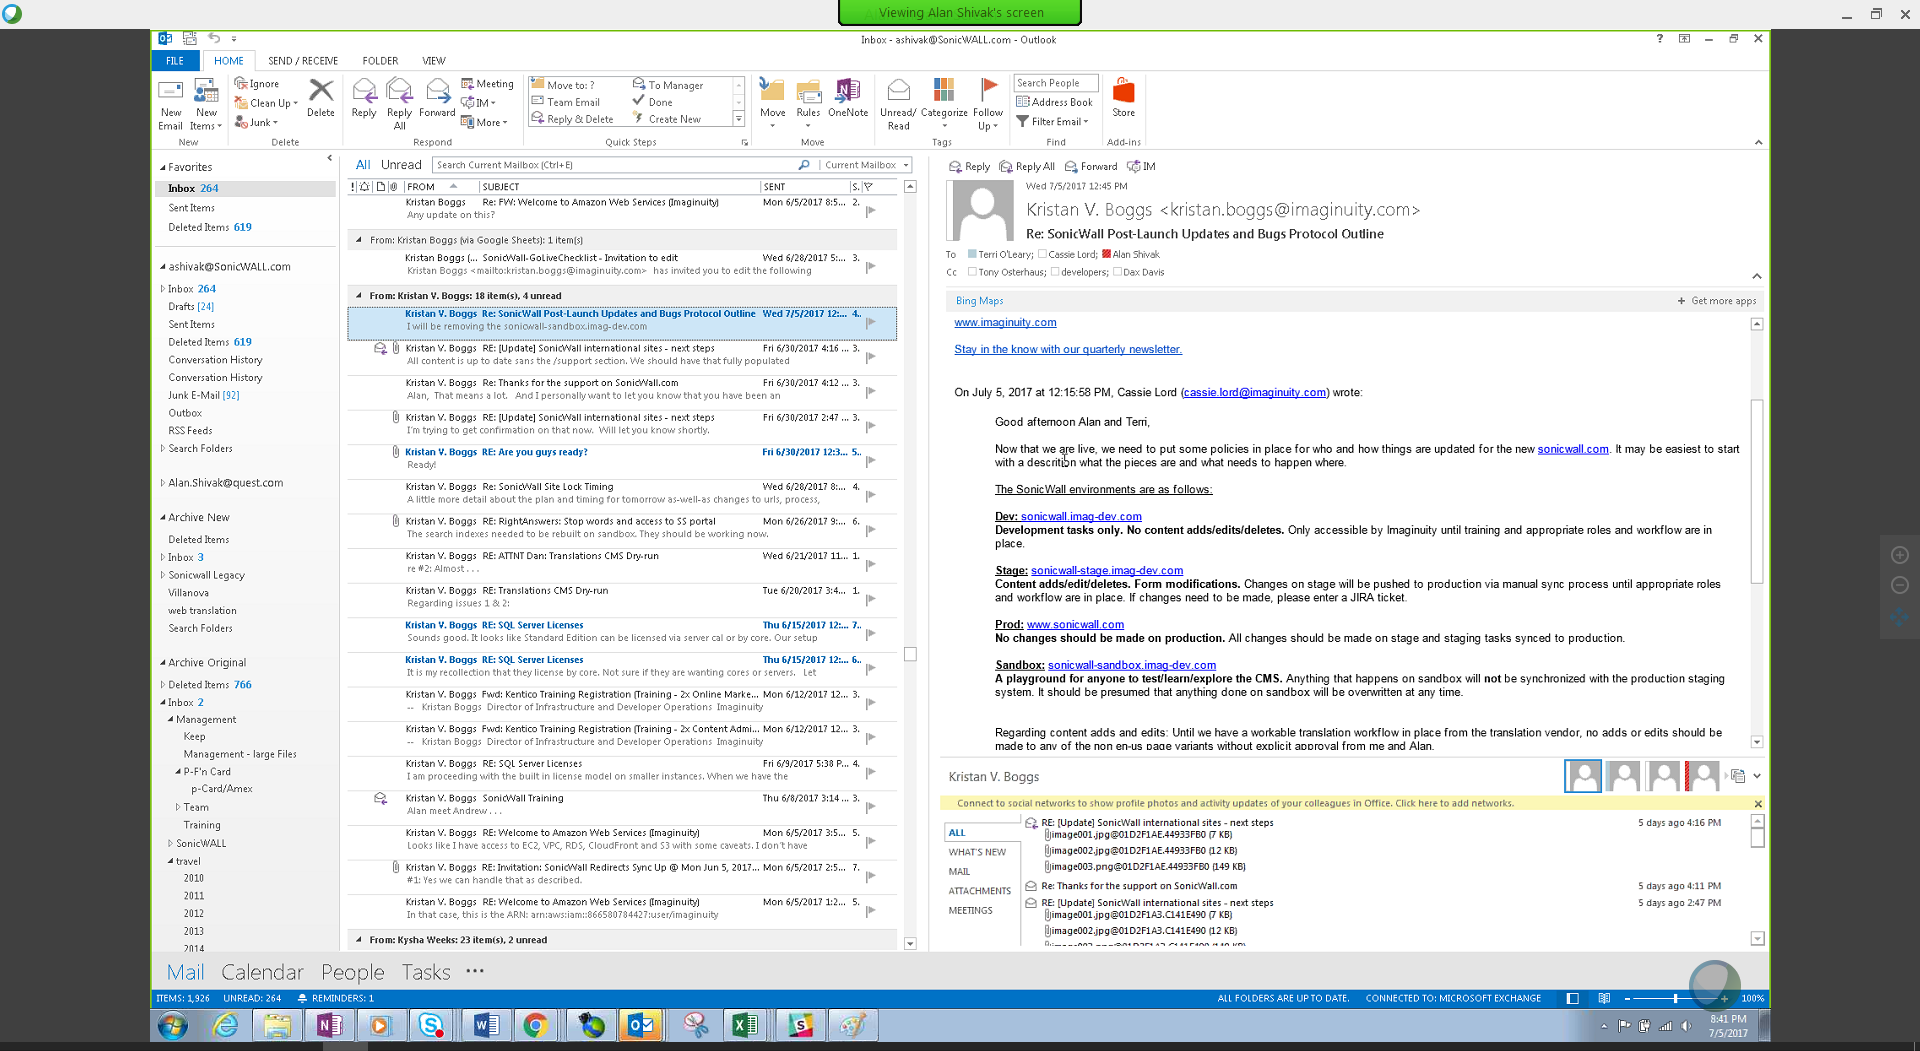 Viewing Alan Shivak's screen
Inbox - ashivak@SonicWALL.com - Outlook
FILE HOME SEND / RECEIVE FOLDER VIEW
New Email
New Items
Ignore
Clean Up
Junk
Delete
Reply
Reply All
Forward
Meeting
IM
More
Move to: ?
Team Email
Reply & Delete
To Manager
Done
Create New
Move
Rules
OneNote
Unread/ Read
Categorize
Follow Up
Search People
Address Book
Filter Email
Store
New Delete Respond Quick Steps Move Tags Find Add-ins
Favorites
Inbox 264
Sent Items
Deleted Items 619
ashivak@SonicWALL.com
Inbox 264
Drafts [24]
Sent Items
Deleted Items 619
Conversation History
Conversation History
Junk E-Mail [92]
Outbox
RSS Feeds
Search Folders
Alan.Shivak@quest.com
Archive New
Deleted Items
Inbox 3
Sonicwall Legacy
Villanova
web translation
Search Folders
Archive Original
Deleted Items 766
Inbox 2
Management
Keep
Management - large Files
P-F'n Card
p-Card/Amex
Team
Training
SonicWALL
travel
2010
2011
2012
2013
2014
All Unread Search Current Mailbox (Ctrl+E) Current Mailbox
FROM SUBJECT SENT S.
Kristan Boggs Re: FW: Welcome to Amazon Web Services (Imaginuity) Mon 6/5/2017 8:5... 2.
Any update on this?
From: Kristan Boggs (via Google Sheets): 1 item(s)
Kristan Boggs (... SonicWall-GoLiveChecklist - Invitation to edit Wed 6/28/2017 5:... 3.
Kristan Boggs <mailto:kristan.boggs@imaginuity.com> has invited you to edit the following
From: Kristan V. Boggs: 18 item(s), 4 unread
Kristan V. Boggs Re: SonicWall Post-Launch Updates and Bugs Protocol Outline Wed 7/5/2017 12:... 4..
I will be removing the sonicwall-sandbox.imag-dev.com
Kristan V. Boggs RE: [Update] SonicWall international sites - next steps Fri 6/30/2017 4:16 ... 3.
All content is up to date sans the /support section. We should have that fully populated
Kristan V. Boggs Re: Thanks for the support on SonicWall.com Fri 6/30/2017 4:12 ... 3.
Alan, That means a lot. And I personally want to let you know that you have been an
Kristan V. Boggs RE: [Update] SonicWall international sites - next steps Fri 6/30/2017 2:47 ... 3.
I'm trying to get confirmation on that now. Will let you know shortly.
Kristan V. Boggs RE: Are you guys ready? Fri 6/30/2017 12:3... 5..
Ready!
Kristan V. Boggs Re: SonicWall Site Lock Timing Wed 6/28/2017 8:... 4.
A little more detail about the plan and timing for tomorrow as-well-as changes to urls, process,
Kristan V. Boggs RE: RightAnswers: Stop words and access to SS portal Mon 6/26/2017 9:... 6.
The search indexes needed to be rebuilt on sandbox. They should be working now.
Kristan V. Boggs RE: ATTNT Dan: Translations CMS Dry-run Wed 6/21/2017 11... 1.
re #2: Almost . . .
Kristan V. Boggs RE: Translations CMS Dry-run Tue 6/20/2017 3:4... 1.
Regarding issues 1 & 2:
Kristan V. Boggs RE: SQL Server Licenses Thu 6/15/2017 12:... 7..
Sounds good. It looks like Standard Edition can be licensed via server cal or by core. Our setup
Kristan V. Boggs RE: SQL Server Licenses Thu 6/15/2017 12:... 6..
It is my recollection that they license by core. Not sure if they are wanting cores or servers. Let
Kristan V. Boggs Fwd: Kentico Training Registration (Training - 2x Online Marke... Mon 6/12/2017 12... 3.
-- Kristan Boggs Director of Infrastructure and Developer Operations Imaginuity
Kristan V. Boggs Fwd: Kentico Training Registration (Training - 2x Content Admi... Mon 6/12/2017 12... 3.
-- Kristan Boggs Director of Infrastructure and Developer Operations Imaginuity
Kristan V. Boggs RE: SQL Server Licenses Fri 6/9/2017 5:38 P... 4.
I am proceeding with the built in license model on smaller instances. When we have the
Kristan V. Boggs SonicWall Training Thu 6/8/2017 3:14 ... 3.
Alan meet Andrew . . .
Kristan V. Boggs RE: Welcome to Amazon Web Services (Imaginuity) Mon 6/5/2017 3:5... 5.
Looks like I have access to EC2, VPC, RDS, CloudFront and S3 with some caveats. I don't have
Kristan V. Boggs RE: Invitation: SonicWall Redirects Sync Up @ Mon Jun 5, 2017... Mon 6/5/2017 2:5... 7.
#1: Yes we can handle that as described.
Kristan V. Boggs RE: Welcome to Amazon Web Services (Imaginuity) Mon 6/5/2017 1:2... 5.
In that case, this is the ARN: arn:aws:iam::866580784427:user/imaginuity
From: Kysha Weeks: 23 item(s), 2 unread
Reply Reply All Forward IM
Wed 7/5/2017 12:45 PM
Kristan V. Boggs <kristan.boggs@imaginuity.com>
Re: SonicWall Post-Launch Updates and Bugs Protocol Outline
To Terri O'Leary; Cassie Lord; Alan Shivak
Cc Tony Osterhaus; developers; Dax Davis
Bing Maps + Get more apps
www.imaginuity.com
Stay in the know with our quarterly newsletter.
On July 5, 2017 at 12:15:58 PM, Cassie Lord (cassie.lord@imaginuity.com) wrote:
Good afternoon Alan and Terri,
Now that we are live, we need to put some policies in place for who and how things are updated for the new sonicwall.com. It may be easiest to start
with a descrition what the pieces are and what needs to happen where.
The SonicWall environments are as follows:
Dev: sonicwall.imag-dev.com
Development tasks only. No content adds/edits/deletes. Only accessible by Imaginuity until training and appropriate roles and workflow are in
place.
Stage: sonicwall-stage.imag-dev.com
Content adds/edit/deletes. Form modifications. Changes on stage will be pushed to production via manual sync process until appropriate roles
and workflow are in place. If changes need to be made, please enter a JIRA ticket.
Prod: www.sonicwall.com
No changes should be made on production. All changes should be made on stage and staging tasks synced to production.
Sandbox: sonicwall-sandbox.imag-dev.com
A playground for anyone to test/learn/explore the CMS. Anything that happens on sandbox will not be synchronized with the production staging
system. It should be presumed that anything done on sandbox will be overwritten at any time.
Regarding content adds and edits: Until we have a workable translation workflow in place from the translation vendor, no adds or edits should be
made to any of the non en-us page variants without explicit approval from me and Alan.
Kristan V. Boggs
Connect to social networks to show profile photos and activity updates of your colleagues in Office. Click here to add networks.
ALL
WHAT'S NEW
MAIL
ATTACHMENTS
MEETINGS
RE: [Update] SonicWall international sites - next steps 5 days ago 4:16 PM
image001.jpg@01D2F1AE.44933FB0 (7 KB)
image002.jpg@01D2F1AE.44933FB0 (12 KB)
image003.png@01D2F1AE.44933FB0 (149 KB)
Re: Thanks for the support on SonicWall.com 5 days ago 4:11 PM
RE: [Update] SonicWall international sites - next steps 5 days ago 2:47 PM
image001.jpg@01D2F1A3.C141E490 (7 KB)
image002.jpg@01D2F1A3.C141E490 (12 KB)
image003.png@01D2F1A3.C141E490 (149 KB)
Mail Calendar People Tasks ...
ITEMS: 1,926 UNREAD: 264 REMINDERS: 1 ALL FOLDERS ARE UP TO DATE. CONNECTED TO: MICROSOFT EXCHANGE 100%
8:41 PM
7/5/2017